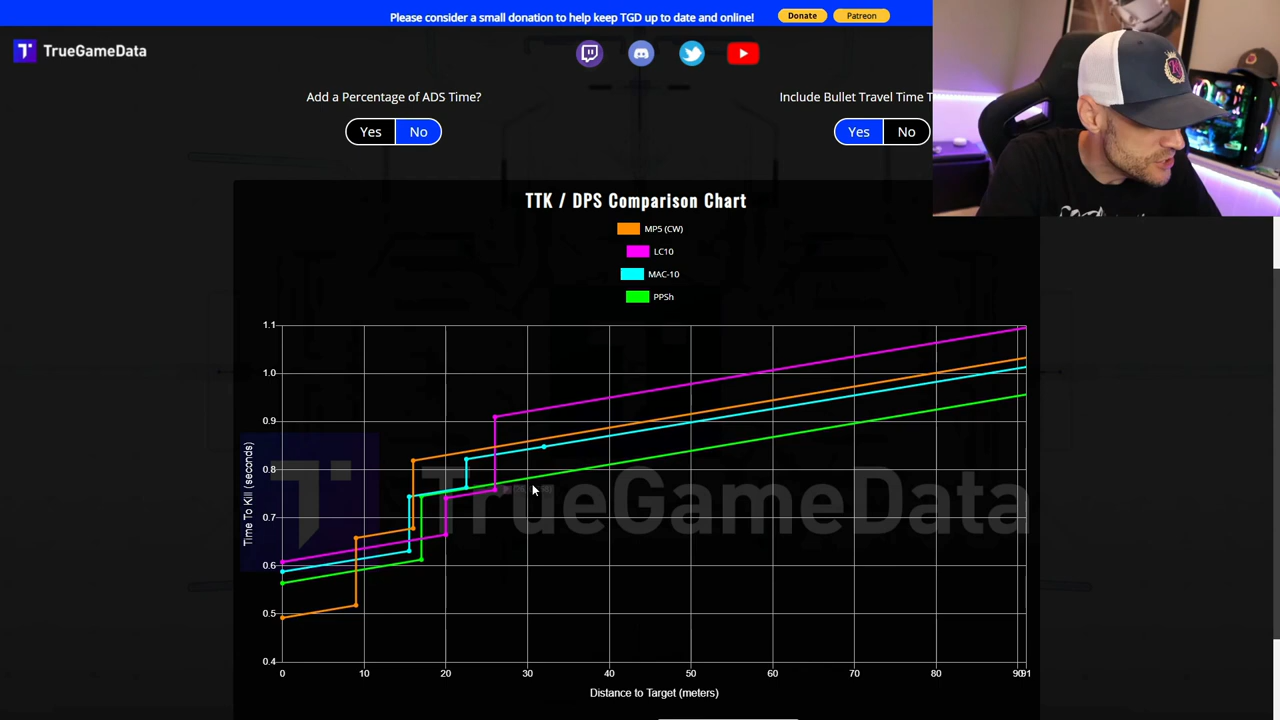 Please consider a small donation to help keep TGD up to date and online!
Donate
Patreon
TrueGameData
Add a Percentage of ADS Time?
Yes
No
Include Bullet Travel Time T
Yes
No
TTK / DPS Comparison Chart
MP5 (CW)
LC10
MAC-10
PPSh
1.1
1.0
0.9
0.8
0.7
0.6
0.5
0.4
Time To Kill (seconds)
TrueGameData
0
10
20
30
40
50
60
70
80
90
91
Distance to Target (meters)